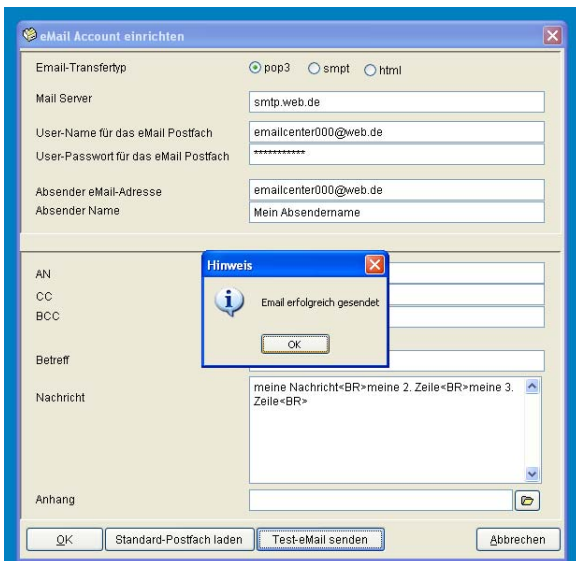 eMail Account einrichten
Email-Transfertyp pop3 smpt html
Mail Server smtp.web.de
User-Name für das eMail Postfach emailcenter000@web.de
User-Passwort für das eMail Postfach ***********
Absender eMail-Adresse emailcenter000@web.de
Absender Name Mein Absendername
Hinweis
AN
Email erfolgreich gesendet
CC
BCC
OK
Betreff
Nachricht meine Nachricht<BR>meine 2. Zeile<BR>meine 3.
Zeile<BR>
Anhang
OK Standard-Postfach laden Test-eMail senden Abbrechen